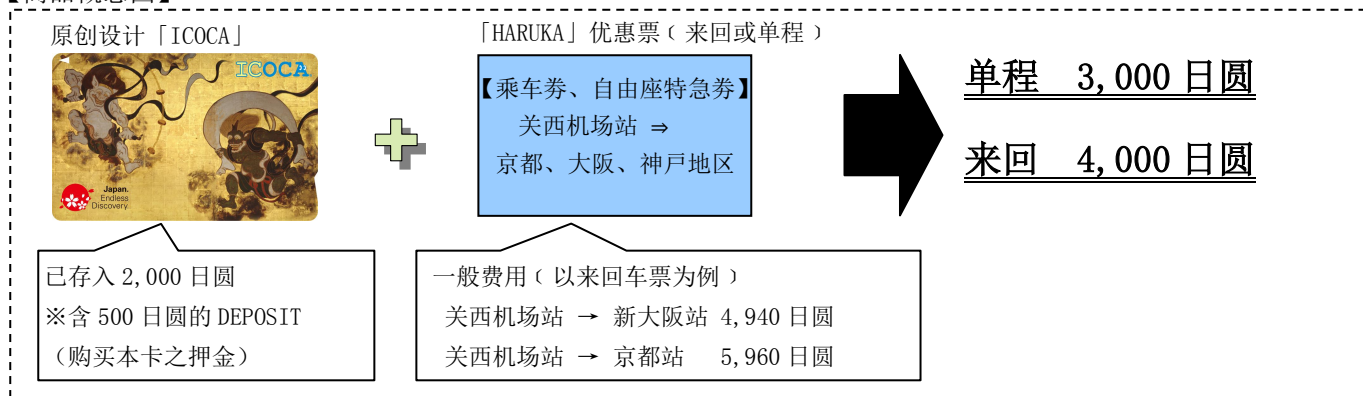 原创设计「ICOCA」
ICOCA
Japan.
Endless
Discovery.
已存入 2,000 日圆
※含 500 日圆的 DEPOSIT
（购买本卡之押金）
「HARUKA」优惠票﹙来回或单程﹚
【乘车券、自由座特急券】
关西机场站 ⇒
京都、大阪、神戸地区
一般费用﹙以来回车票为例﹚
关西机场站 → 新大阪站 4,940 日圆
关西机场站 → 京都站 5,960 日圆
单程 3,000 日圆
来回 4,000 日圆